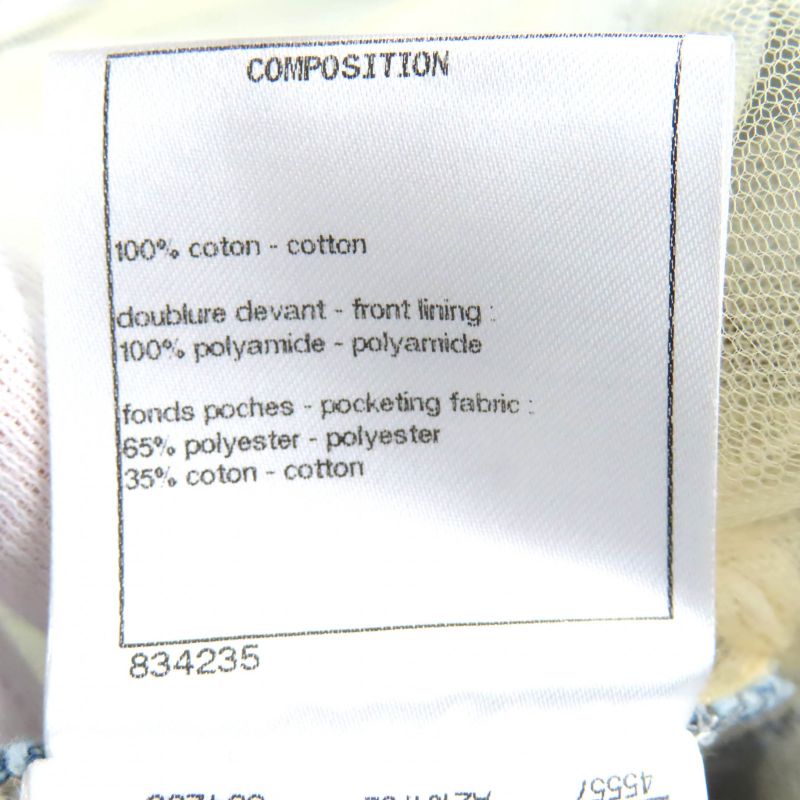 COMPOSITION
100% coton - cotton
doublure devant - front lining :
100% polyamide - polyamide
fonds poches - pocketing fabric :
65% polyester - polyester
35% coton - cotton
834235